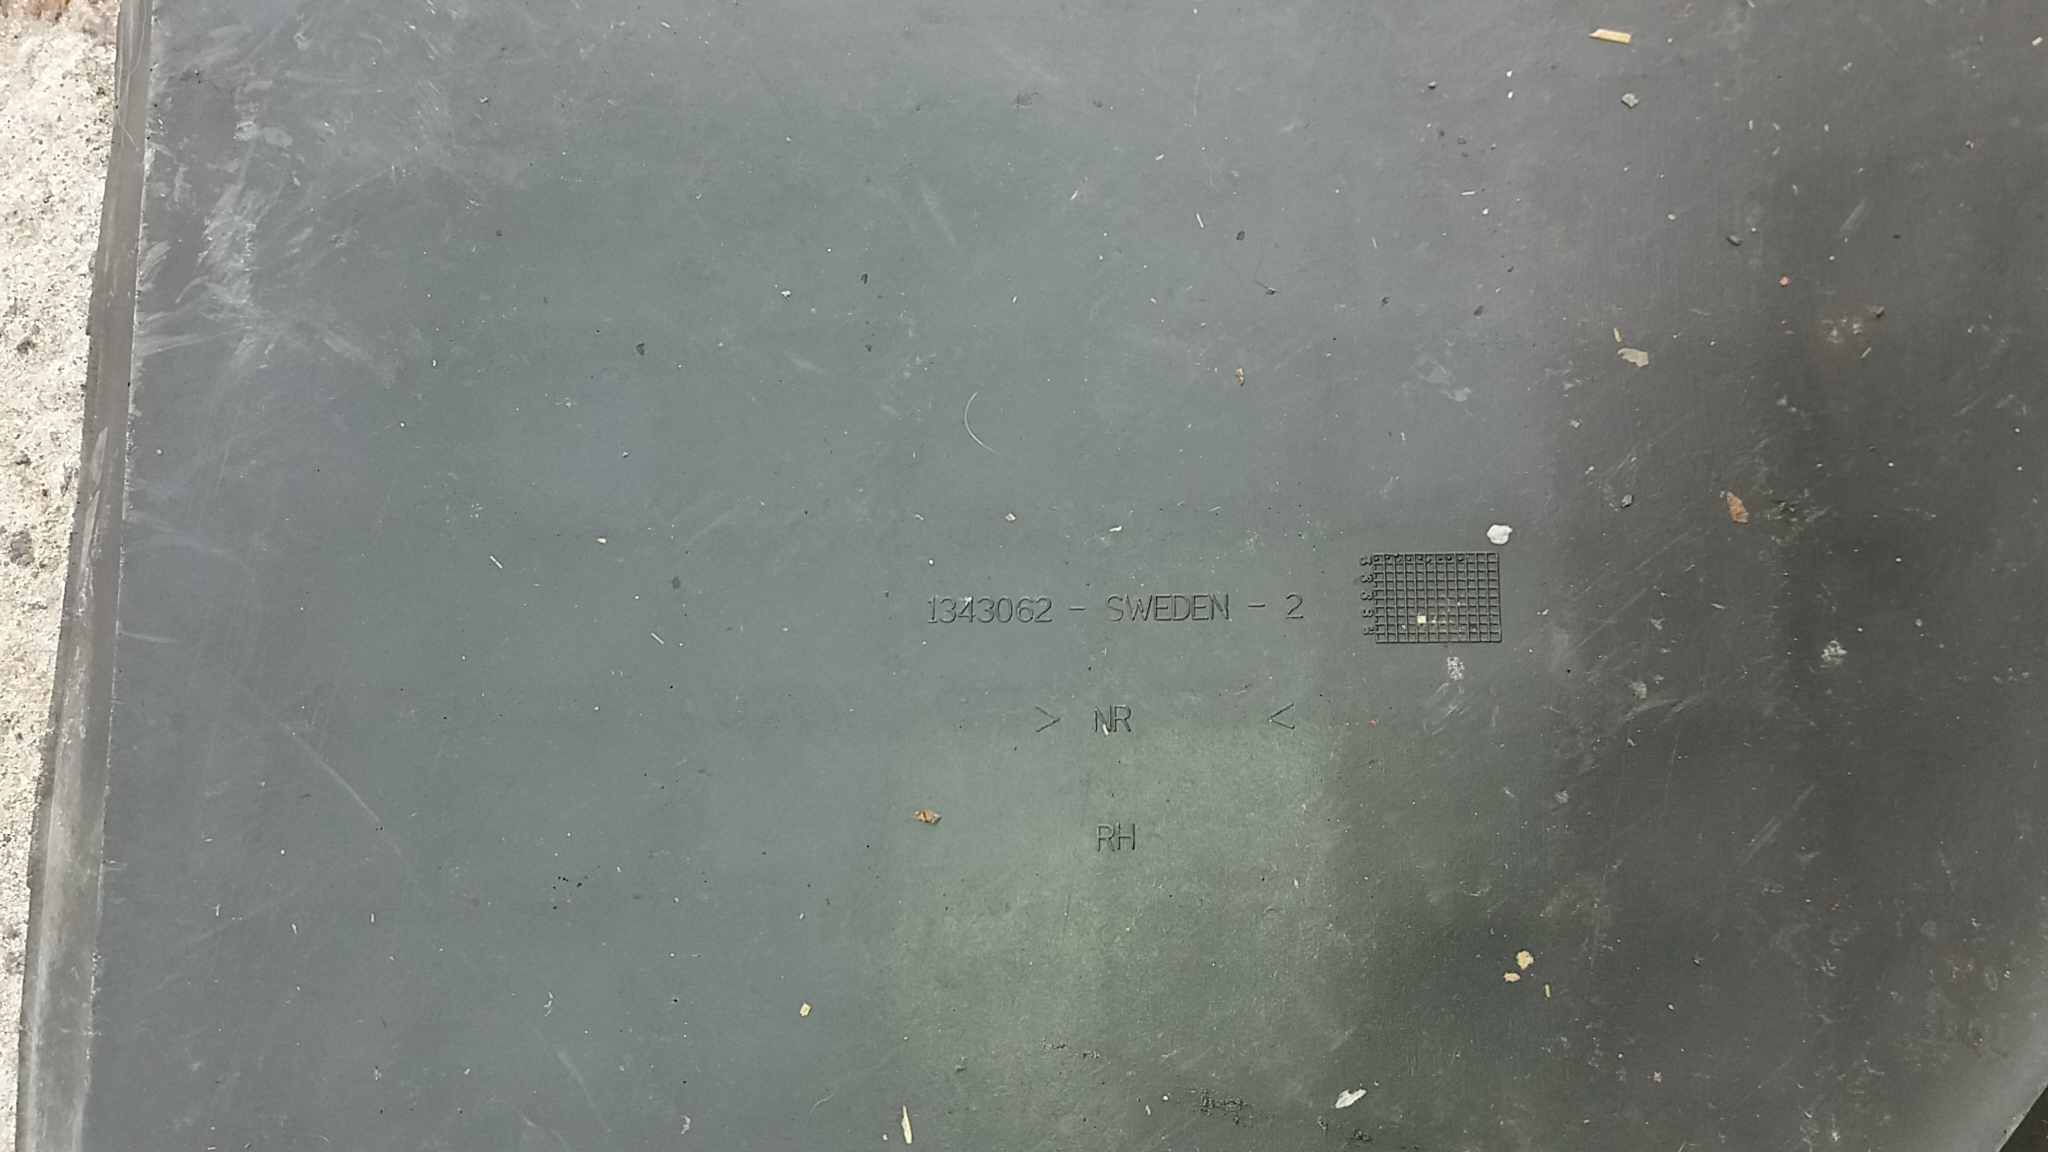 1343062 - SWEDEN - 2
> NR <
RH